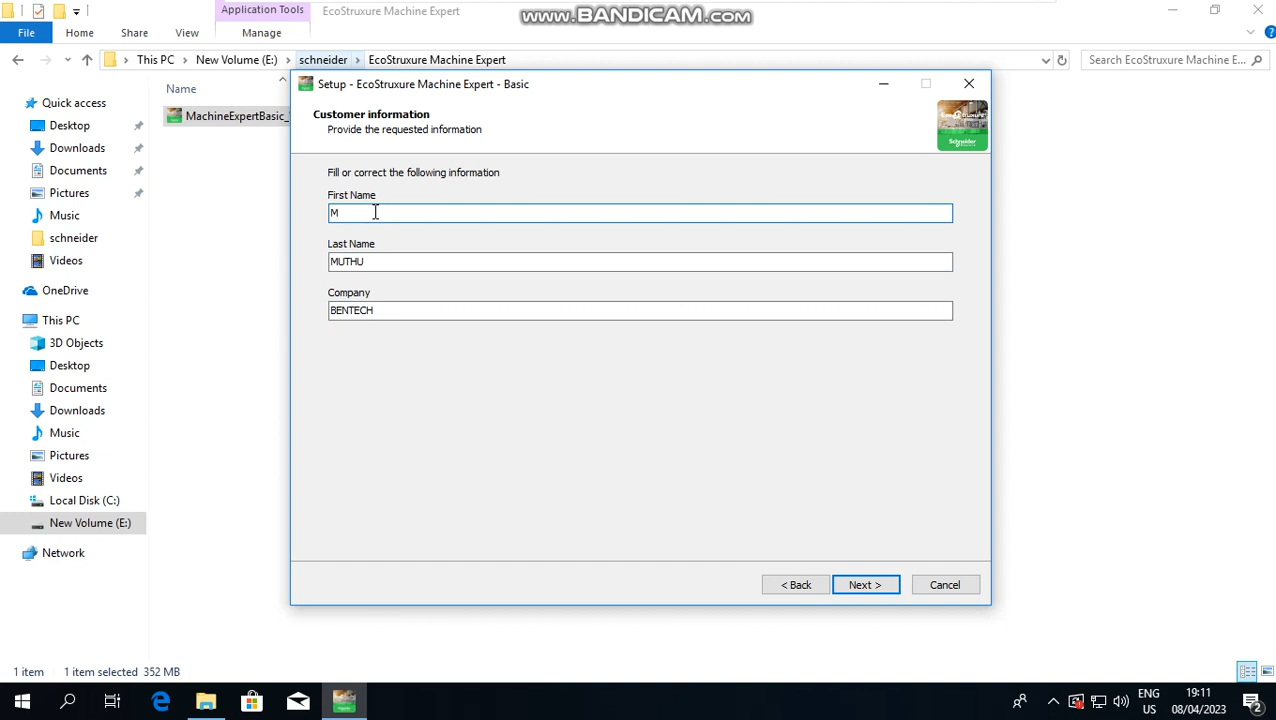 Application Tools
EcoStruxure Machine Expert
www.BANDICAM.com
File
Home
Share
View
Manage
This PC
New Volume (E:)
schneider
EcoStruxure Machine Expert
Search EcoStruxure Machine E...
Quick access
Desktop
Downloads
Documents
Pictures
Music
schneider
Videos
OneDrive
This PC
3D Objects
Desktop
Documents
Downloads
Music
Pictures
Videos
Local Disk (C:)
New Volume (E:)
Network
Name
MachineExpertBasic_
Setup - EcoStruxure Machine Expert - Basic
Customer information
Provide the requested information
EcoStruxure
Schneider
Fill or correct the following information
First Name
M
Last Name
MUTHU
Company
BENTECH
< Back
Next >
Cancel
1 item
1 item selected 352 MB
ENG
US
19:11
08/04/2023
2